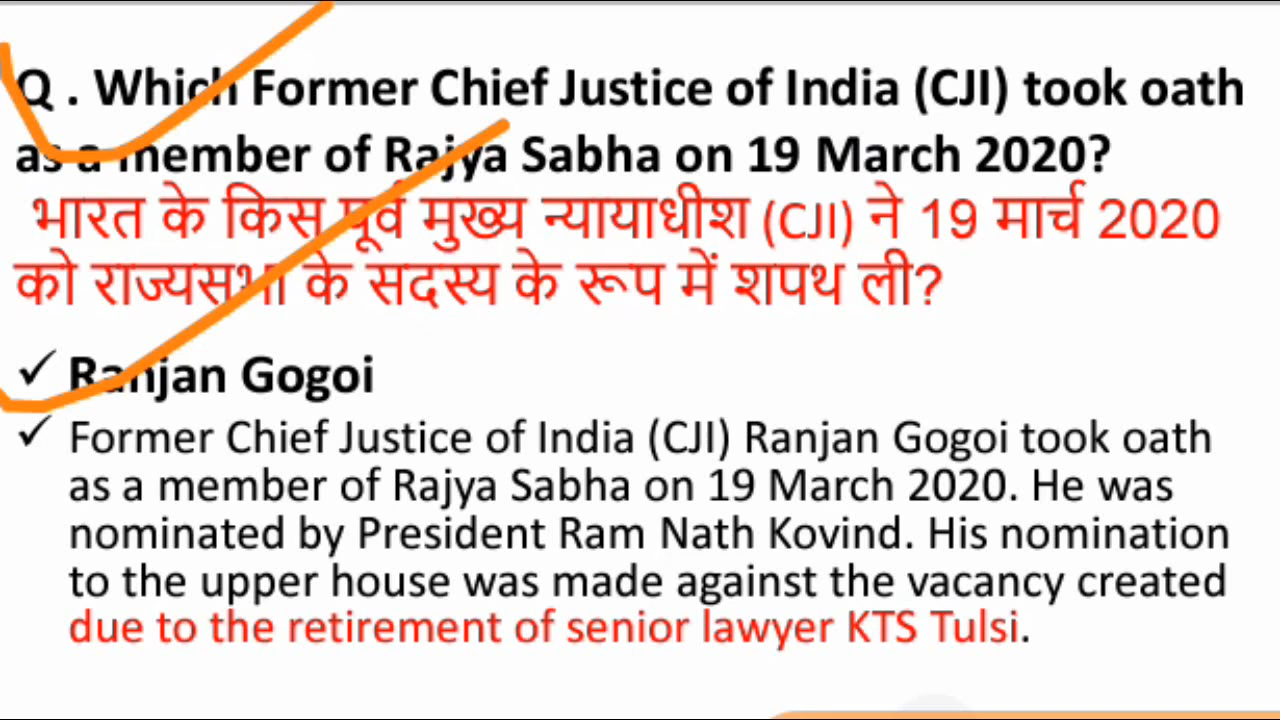 Q . Which Former Chief Justice of India (CJI) took oath
as a member of Rajya Sabha on 19 March 2020?
भारत के किस पूर्व मुख्य न्यायाधीश (CJI) ने 19 मार्च 2020
को राज्यसभा के सदस्य के रूप में शपथ ली?
✓ Ranjan Gogoi
✓ Former Chief Justice of India (CJI) Ranjan Gogoi took oath
as a member of Rajya Sabha on 19 March 2020. He was
nominated by President Ram Nath Kovind. His nomination
to the upper house was made against the vacancy created
due to the retirement of senior lawyer KTS Tulsi.